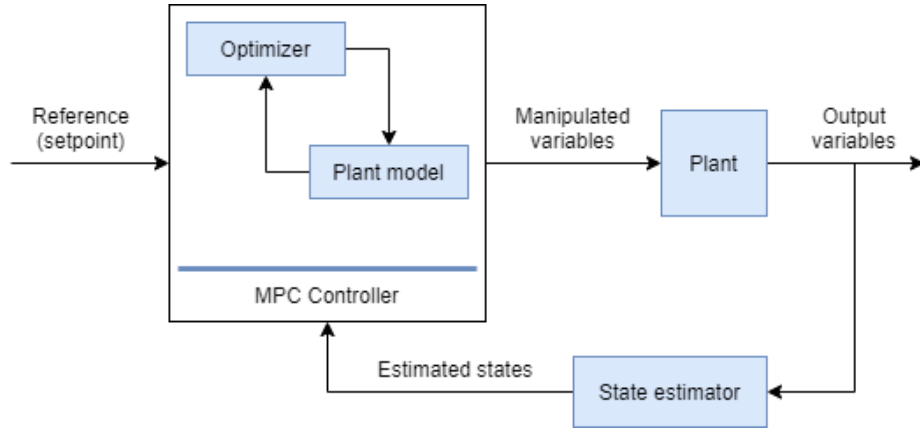 Optimizer
Reference
(setpoint)
Manipulated
variables
Output
variables
Plant
Plant model
MPC Controller
Estimated states
State estimator